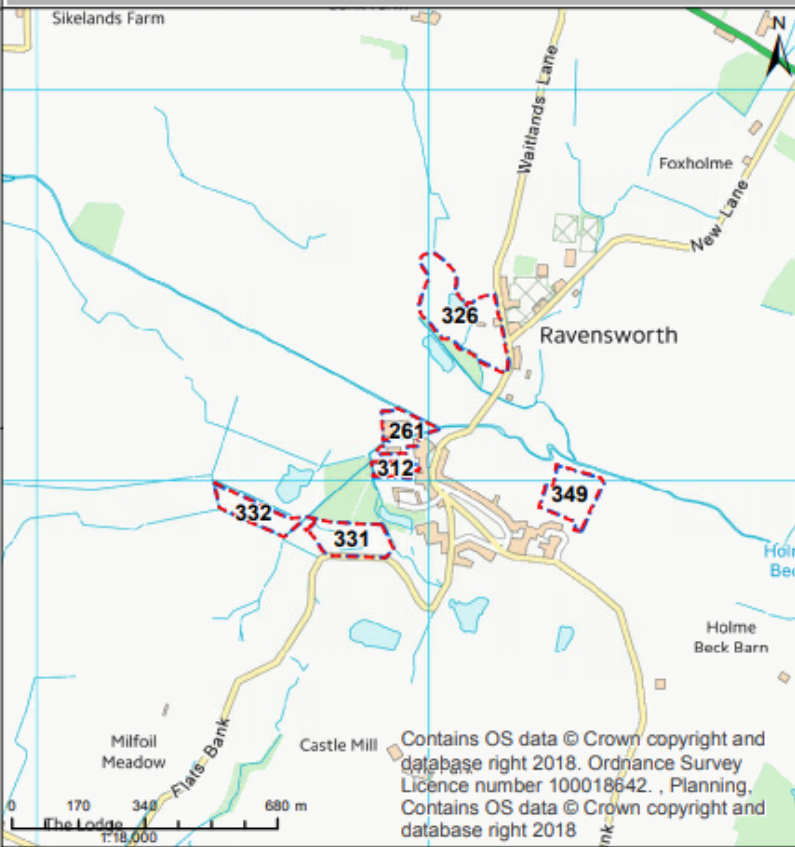 Sikelands Farm
N
Waitlands Lane
Foxholme
New Lane
326
Ravensworth
261
312
349
332
331
Holme
Beck Barn
Milfoil
Meadow
Flats Bank
Castle Mill
Contains OS data © Crown copyright and
database right 2018. Ordnance Survey
Licence number 100018642. , Planning,
Contains OS data © Crown copyright and
database right 2018
0 170 340 680 m
The Lodge
1:18,000